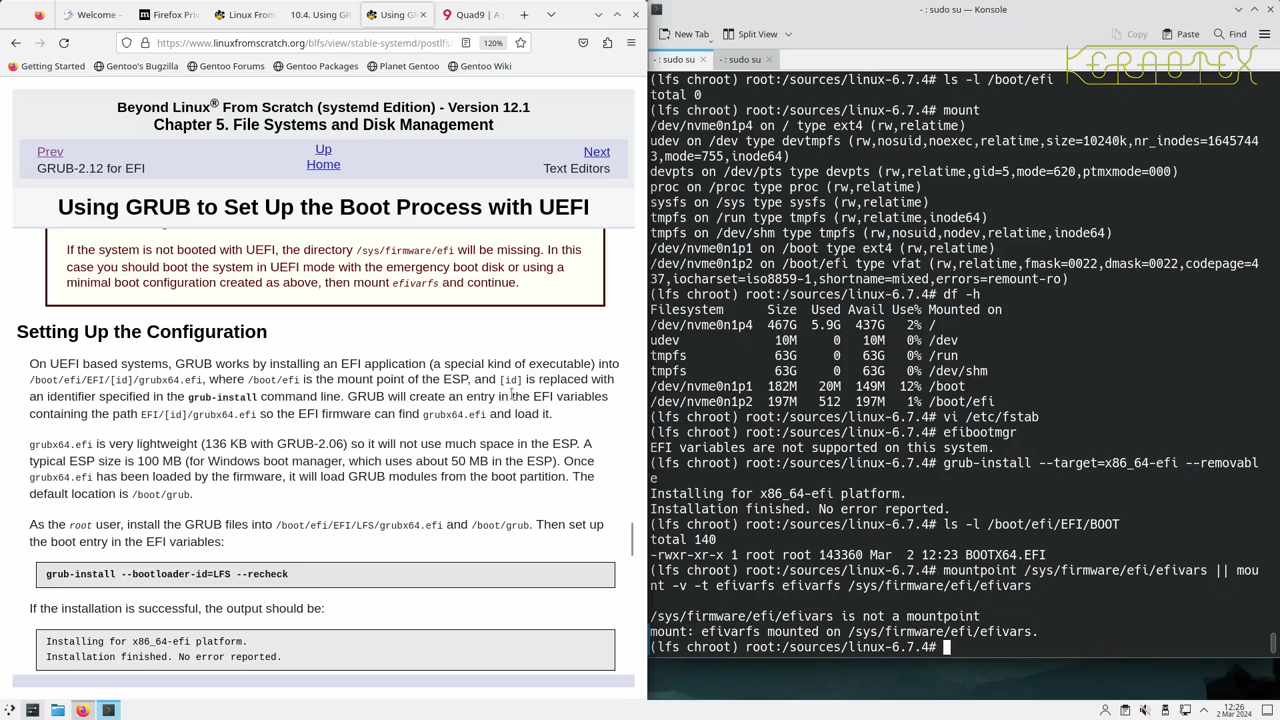 Welcome -
Firefox Pri
Linux From
10.4. Using GR
Using GR
Quad9 | A
https://www.linuxfromscratch.org/blfs/view/stable-systemd/postlfs
120%
Getting Started
Gentoo's Bugzilla
Gentoo Forums
Gentoo Packages
Planet Gentoo
Gentoo Wiki
Beyond Linux® From Scratch (systemd Edition) - Version 12.1
Chapter 5. File Systems and Disk Management
Prev
Up
Next
GRUB-2.12 for EFI
Home
Text Editors
Using GRUB to Set Up the Boot Process with UEFI
If the system is not booted with UEFI, the directory /sys/firmware/efi will be missing. In this
case you should boot the system in UEFI mode with the emergency boot disk or using a
minimal boot configuration created as above, then mount efivarfs and continue.
Setting Up the Configuration
On UEFI based systems, GRUB works by installing an EFI application (a special kind of executable) into
/boot/efi/EFI/[id]/grubx64.efi, where /boot/efi is the mount point of the ESP, and [id] is replaced with
an identifier specified in the grub-install command line. GRUB will create an entry in the EFI variables
containing the path EFI/[id]/grubx64.efi so the EFI firmware can find grubx64.efi and load it.
grubx64.efi is very lightweight (136 KB with GRUB-2.06) so it will not use much space in the ESP. A
typical ESP size is 100 MB (for Windows boot manager, which uses about 50 MB in the ESP). Once
grubx64.efi has been loaded by the firmware, it will load GRUB modules from the boot partition. The
default location is /boot/grub.
As the root user, install the GRUB files into /boot/efi/EFI/LFS/grubx64.efi and /boot/grub. Then set up
the boot entry in the EFI variables:
grub-install --bootloader-id=LFS --recheck
If the installation is successful, the output should be:
Installing for x86_64-efi platform.
Installation finished. No error reported.
- : sudo su — Konsole
New Tab
Split View
Copy
Paste
Find
- : sudo su
- : sudo su
KERNOTEX
(lfs chroot) root:/sources/linux-6.7.4# ls -l /boot/efi
total 0
(lfs chroot) root:/sources/linux-6.7.4# mount
/dev/nvme0n1p4 on / type ext4 (rw,relatime)
udev on /dev type devtmpfs (rw,nosuid,noexec,relatime,size=10240k,nr_inodes=1645744
3,mode=755,inode64)
devpts on /dev/pts type devpts (rw,relatime,gid=5,mode=620,ptmxmode=000)
proc on /proc type proc (rw,relatime)
sysfs on /sys type sysfs (rw,relatime)
tmpfs on /run type tmpfs (rw,relatime,inode64)
tmpfs on /dev/shm type tmpfs (rw,nosuid,nodev,relatime,inode64)
/dev/nvme0n1p1 on /boot type ext4 (rw,relatime)
/dev/nvme0n1p2 on /boot/efi type vfat (rw,relatime,fmask=0022,dmask=0022,codepage=4
37,iocharset=iso8859-1,shortname=mixed,errors=remount-ro)
(lfs chroot) root:/sources/linux-6.7.4# df -h
Filesystem Size Used Avail Use% Mounted on
/dev/nvme0n1p4 467G 5.9G 437G 2% /
udev 10M 0 10M 0% /dev
tmpfs 63G 0 63G 0% /run
tmpfs 63G 0 63G 0% /dev/shm
/dev/nvme0n1p1 182M 20M 149M 12% /boot
/dev/nvme0n1p2 197M 512 197M 1% /boot/efi
(lfs chroot) root:/sources/linux-6.7.4# vi /etc/fstab
(lfs chroot) root:/sources/linux-6.7.4# efibootmgr
EFI variables are not supported on this system.
(lfs chroot) root:/sources/linux-6.7.4# grub-install --target=x86_64-efi --removabl
e
Installing for x86_64-efi platform.
Installation finished. No error reported.
(lfs chroot) root:/sources/linux-6.7.4# ls -l /boot/efi/EFI/BOOT
total 140
-rwxr-xr-x 1 root root 143360 Mar 2 12:23 BOOTX64.EFI
(lfs chroot) root:/sources/linux-6.7.4# mountpoint /sys/firmware/efi/efivars || mou
nt -v -t efivarfs efivarfs /sys/firmware/efi/efivars
/sys/firmware/efi/efivars is not a mountpoint
mount: efivarfs mounted on /sys/firmware/efi/efivars.
(lfs chroot) root:/sources/linux-6.7.4#
12:26
2 Mar 2024